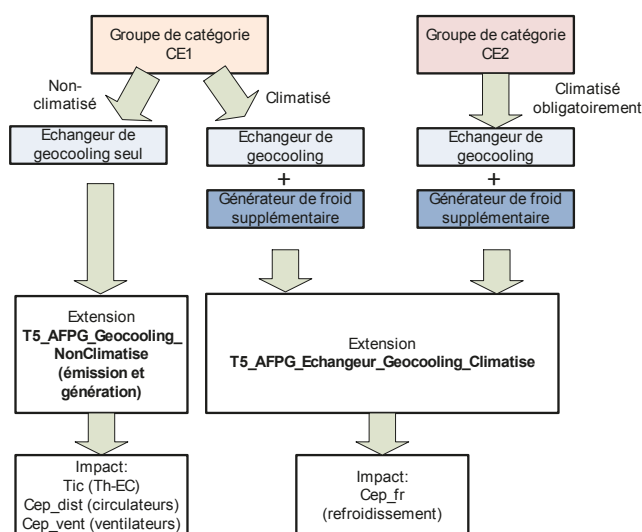 Groupe de catégorie
CE1
Groupe de catégorie
CE2
Non-
climatisé
Climatisé
Climatisé
obligatoirement
Echangeur de
geocooling seul
Echangeur de
geocooling
+
Générateur de froid
supplémentaire
Echangeur de
geocooling
+
Générateur de froid
supplémentaire
Extension
T5_AFPG_Geocooling_
NonClimatise
(émission et
génération)
Extension
T5_AFPG_Echangeur_Geocooling_Climatise
Impact:
Tic (Th-EC)
Cep_dist (circulateurs)
Cep_vent (ventilateurs)
Impact:
Cep_fr
(refroidissement)